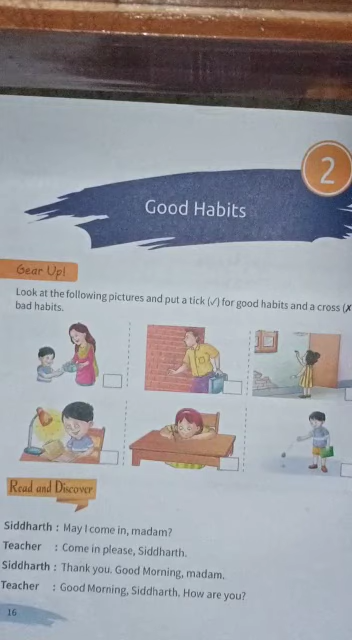 2
Good Habits
Gear Up!
Look at the following pictures and put a tick (✓) for good habits and a cross (✗
bad habits.
Read and Discover
Siddharth : May I come in, madam?
Teacher : Come in please, Siddharth.
Siddharth : Thank you. Good Morning, madam.
Teacher : Good Morning, Siddharth. How are you?
16